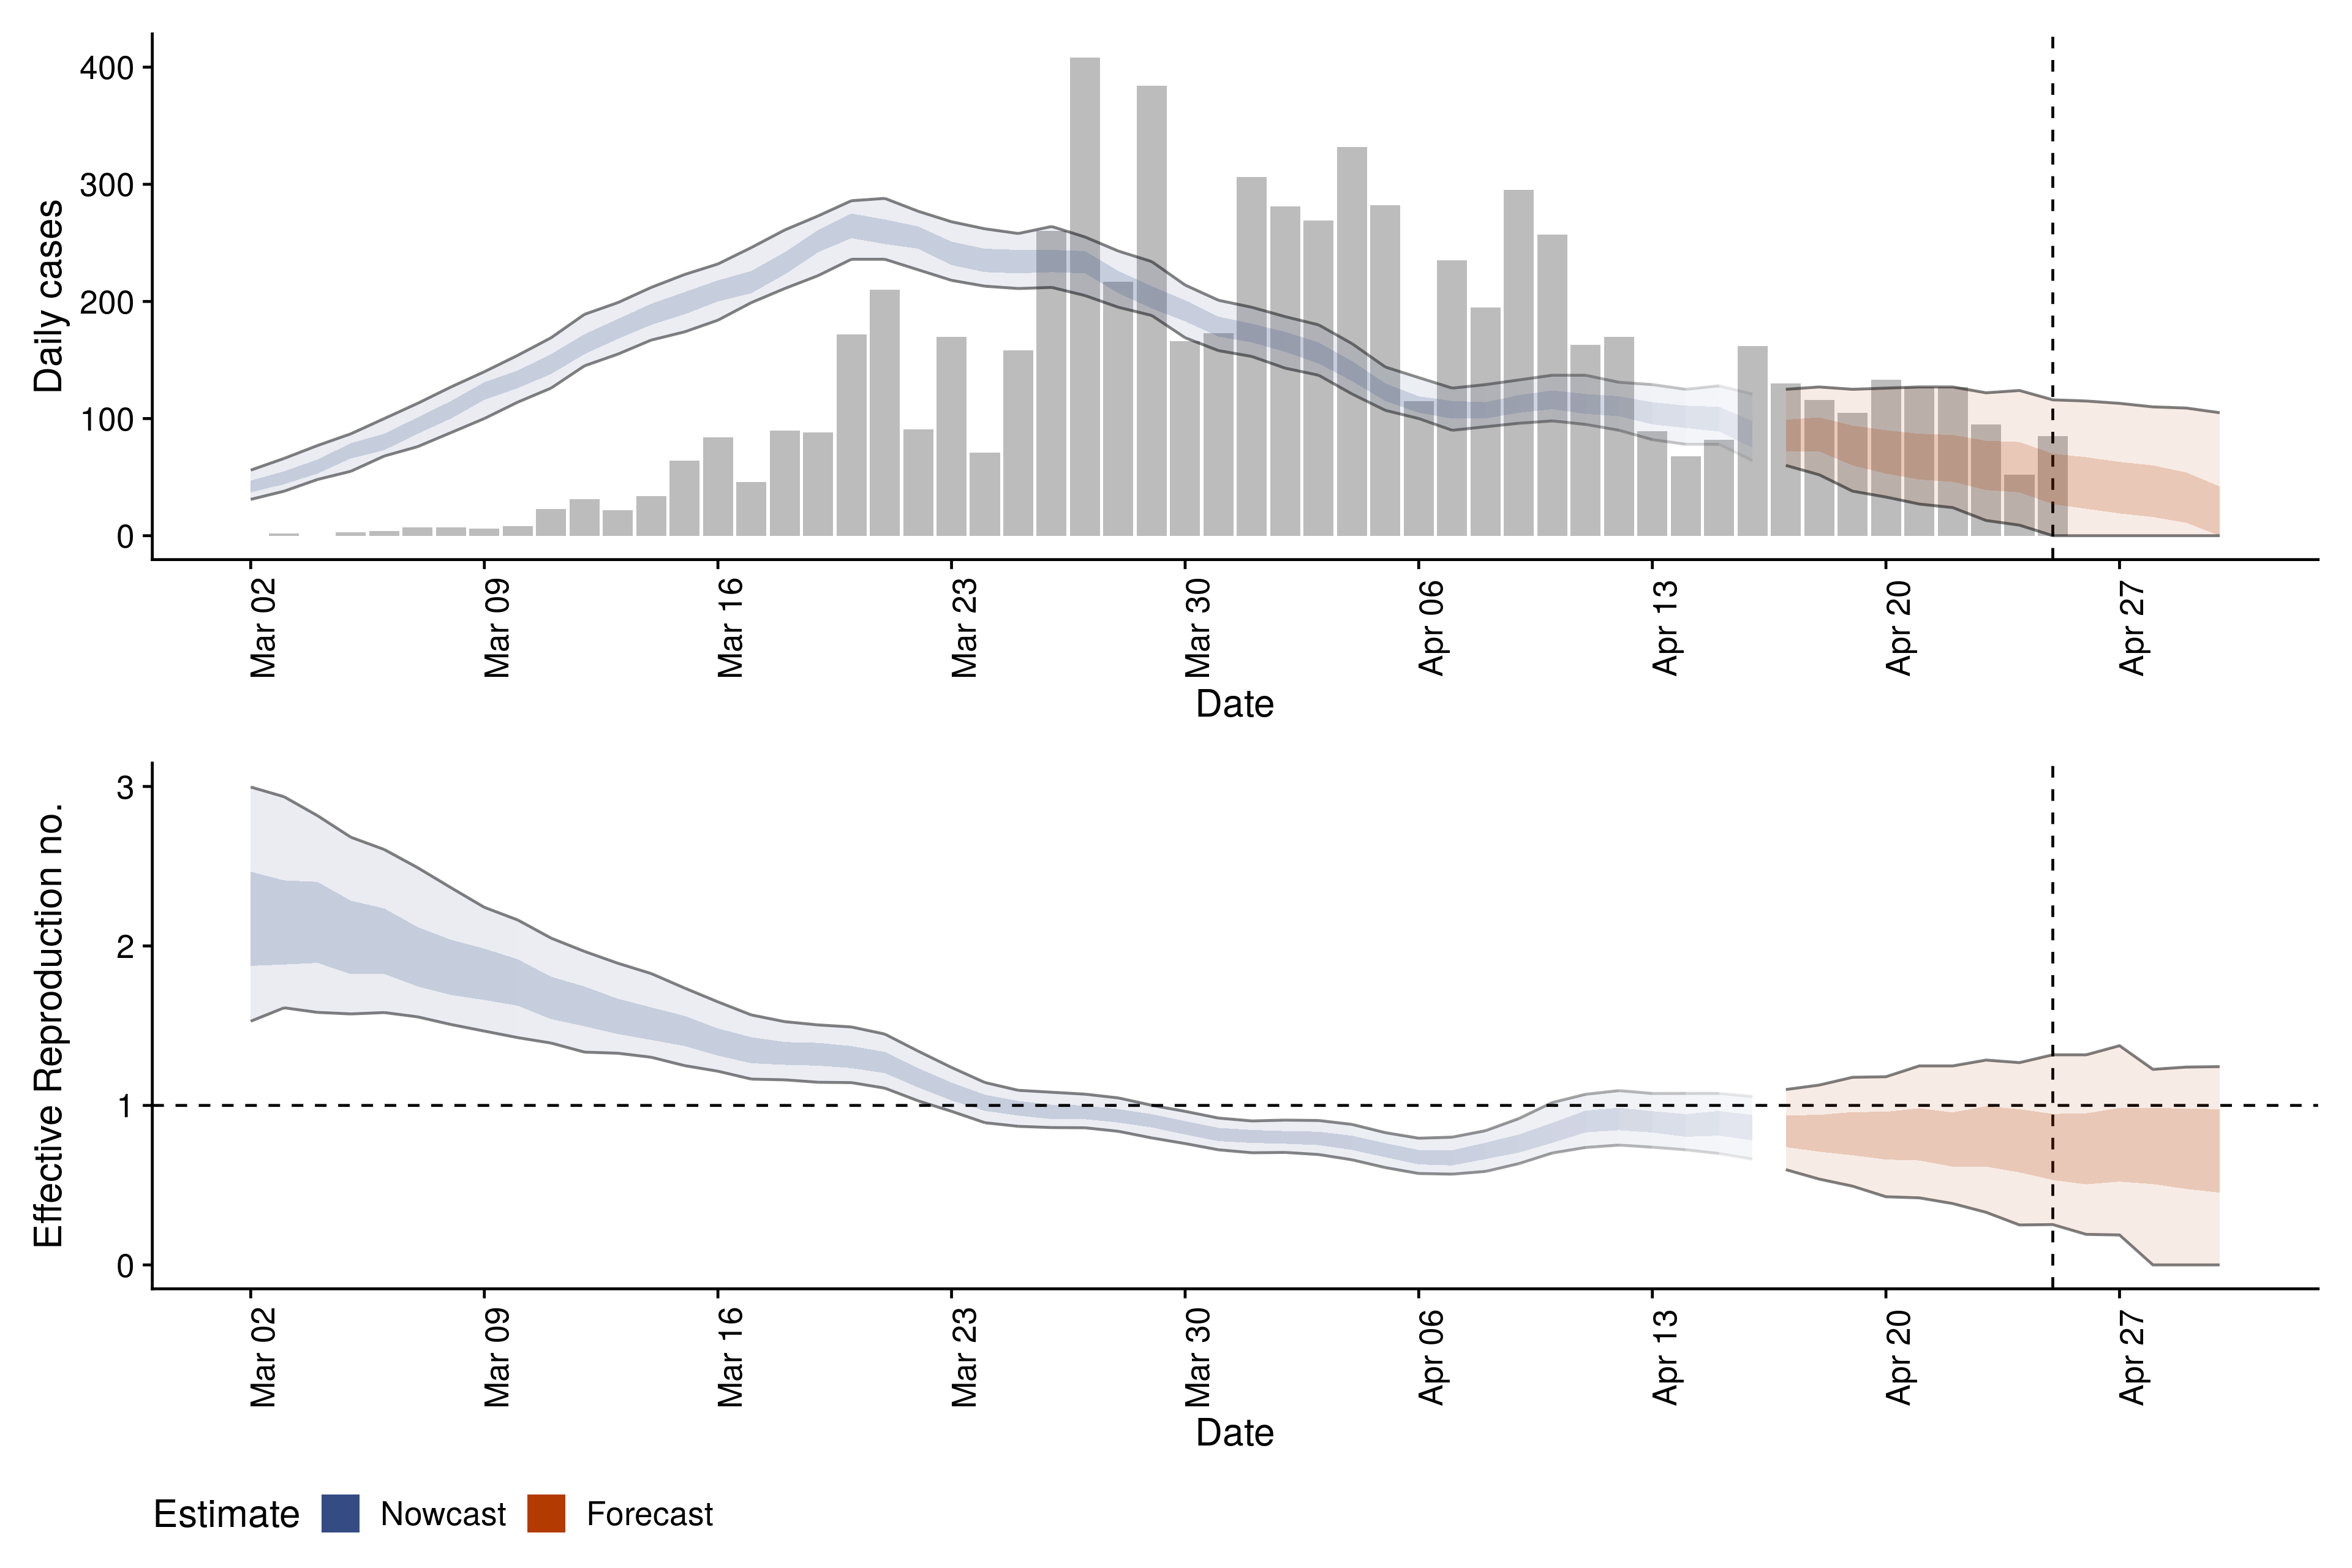 Daily cases
400
300
200
100
0
Mar 02
Mar 09
Mar 16
Mar 23
Mar 30
Apr 06
Apr 13
Apr 20
Apr 27
Date
Effective Reproduction no.
3
2
1
0
Mar 02
Mar 09
Mar 16
Mar 23
Mar 30
Apr 06
Apr 13
Apr 20
Apr 27
Date
Estimate Nowcast Forecast